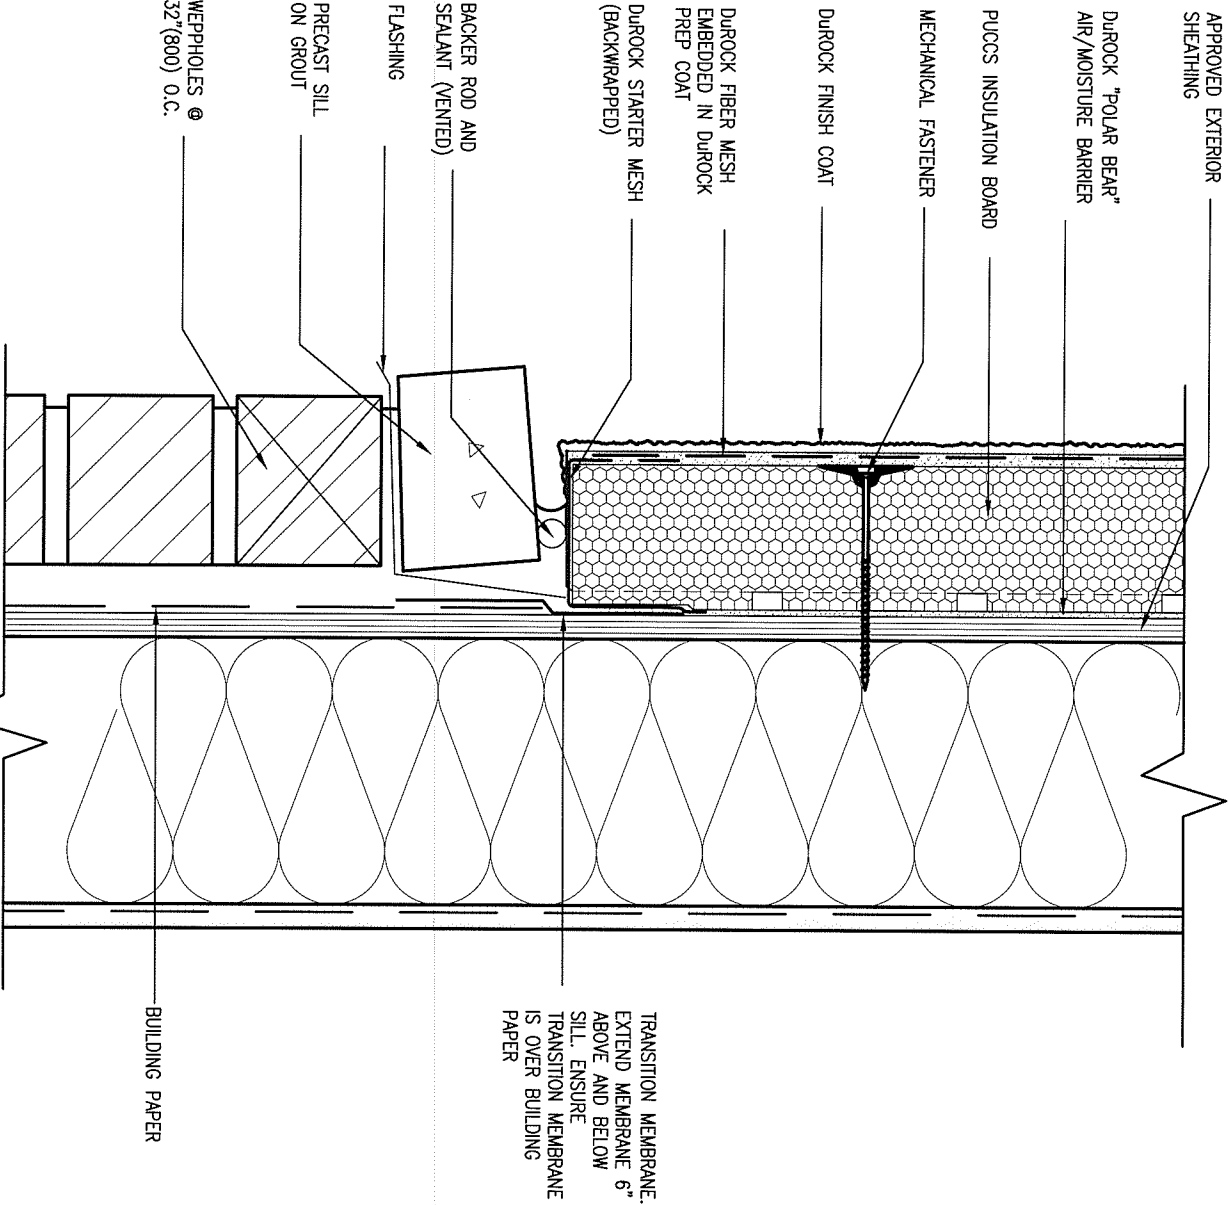 APPROVED EXTERIOR
SHEATHING
DuROCK "POLAR BEAR"
AIR/MOISTURE BARRIER
PUCCS INSULATION BOARD
MECHANICAL FASTENER
DuROCK FINISH COAT
DuROCK FIBER MESH
EMBEDDED IN DuROCK
PREP COAT
DuROCK STARTER MESH
(BACKWRAPPED)
BACKER ROD AND
SEALANT (VENTED)
FLASHING
PRECAST SILL
ON GROUT
WEPPHOLES @
32"(800) O.C.
TRANSITION MEMBRANE.
EXTEND MEMBRANE 6"
ABOVE AND BELOW
SILL. ENSURE
TRANSITION MEMBRANE
IS OVER BUILDING
PAPER
BUILDING PAPER